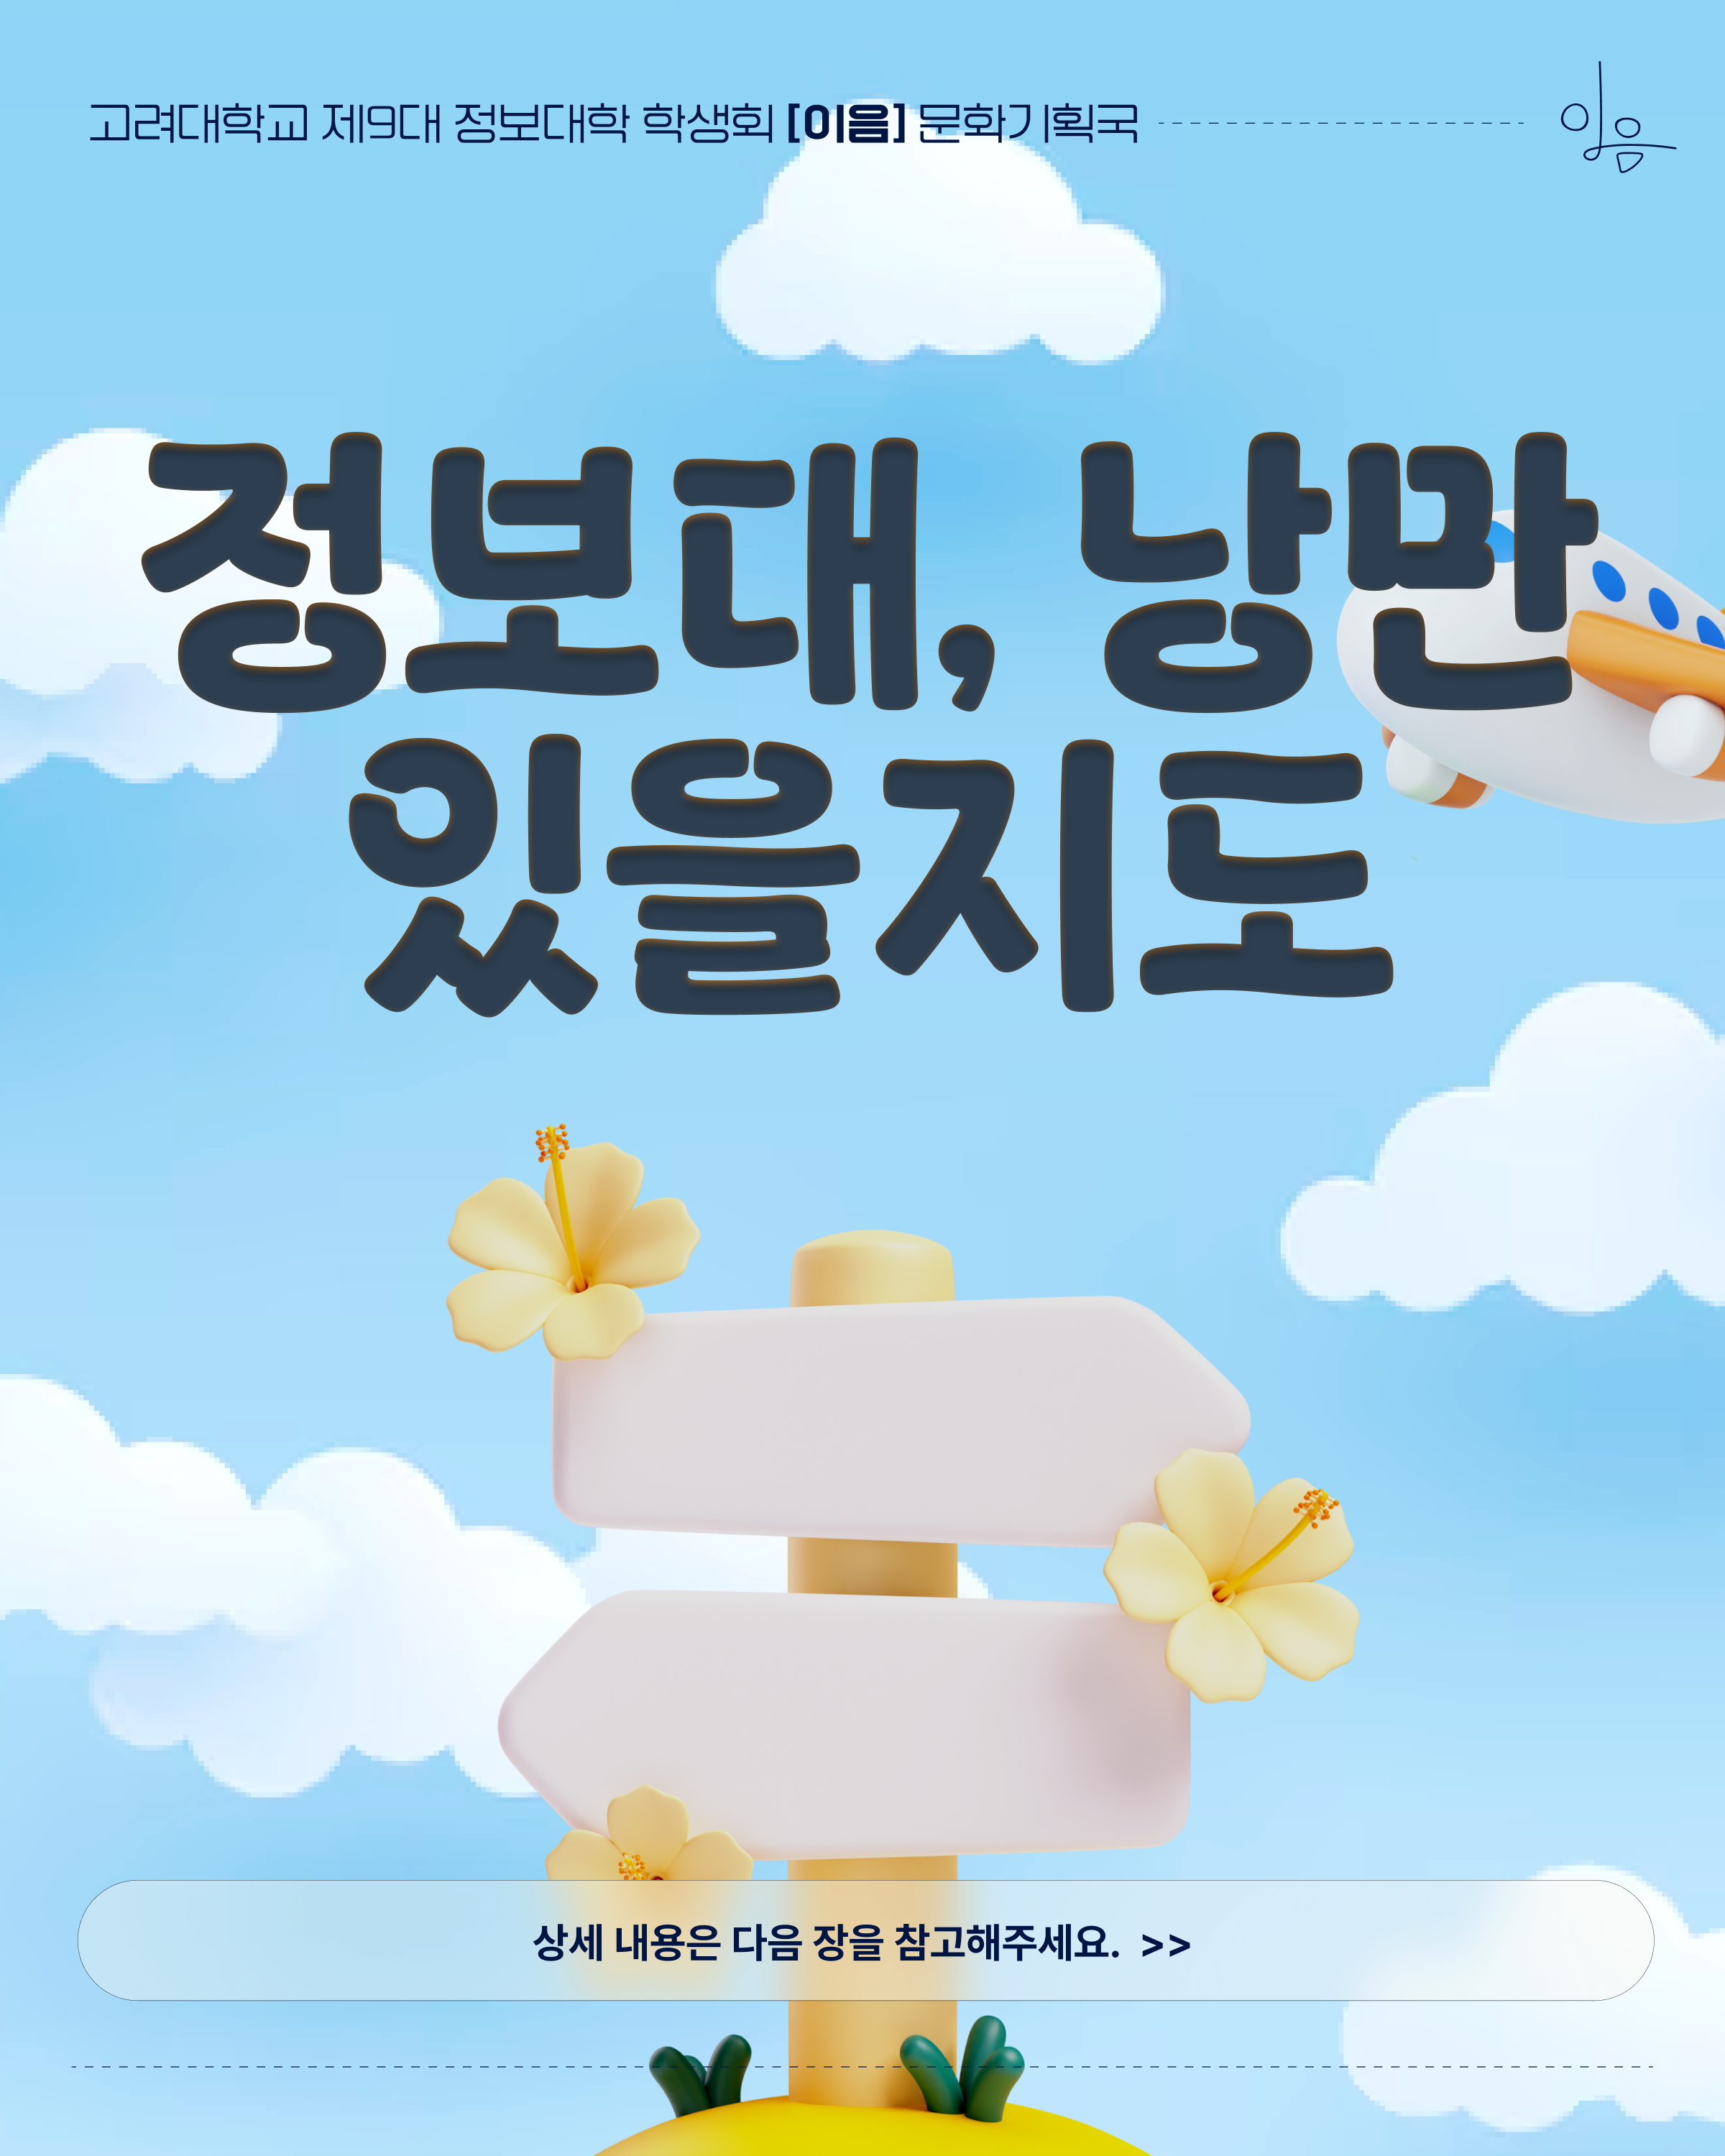 고려대학교 제9대 정보대학 학생회 [이음] 문화기획국
이음
정보대, 낭만
있을지도
상세 내용은 다음 장을 참고해주세요. >>